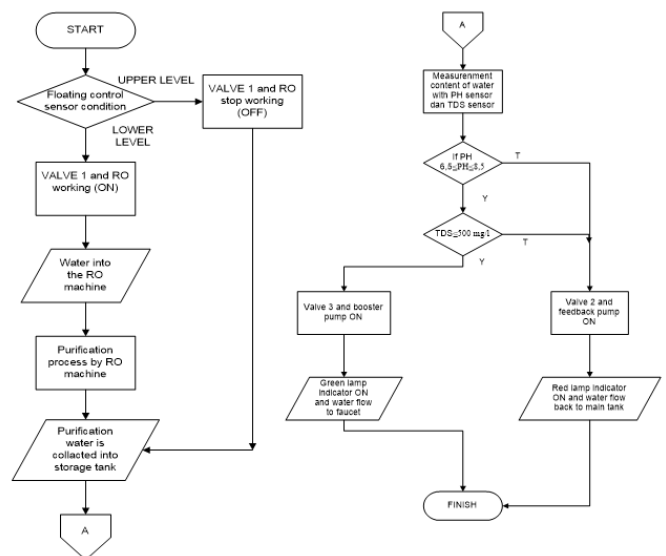 START
Floating control
sensor condition
UPPER LEVEL
VALVE 1 and RO
stop working
(OFF)
LOWER
LEVEL
VALVE 1 and RO
working (ON)
Water into
the RO
machine
Purification
process by RO
machine
Purification
water is
collacted into
storage tank
A
A
Measurenment
content of water
with PH sensor
dan TDS sensor
If PH
6,5≤PH≤8,5
T
Y
TDS≤500 mg/l
T
Y
Valve 3 and booster
pump ON
Valve 2 and
feedback pump
ON
Green lamp
indicator ON
and water flow
to faucet
Red lamp indicator
ON and water flow
back to main tank
FINISH